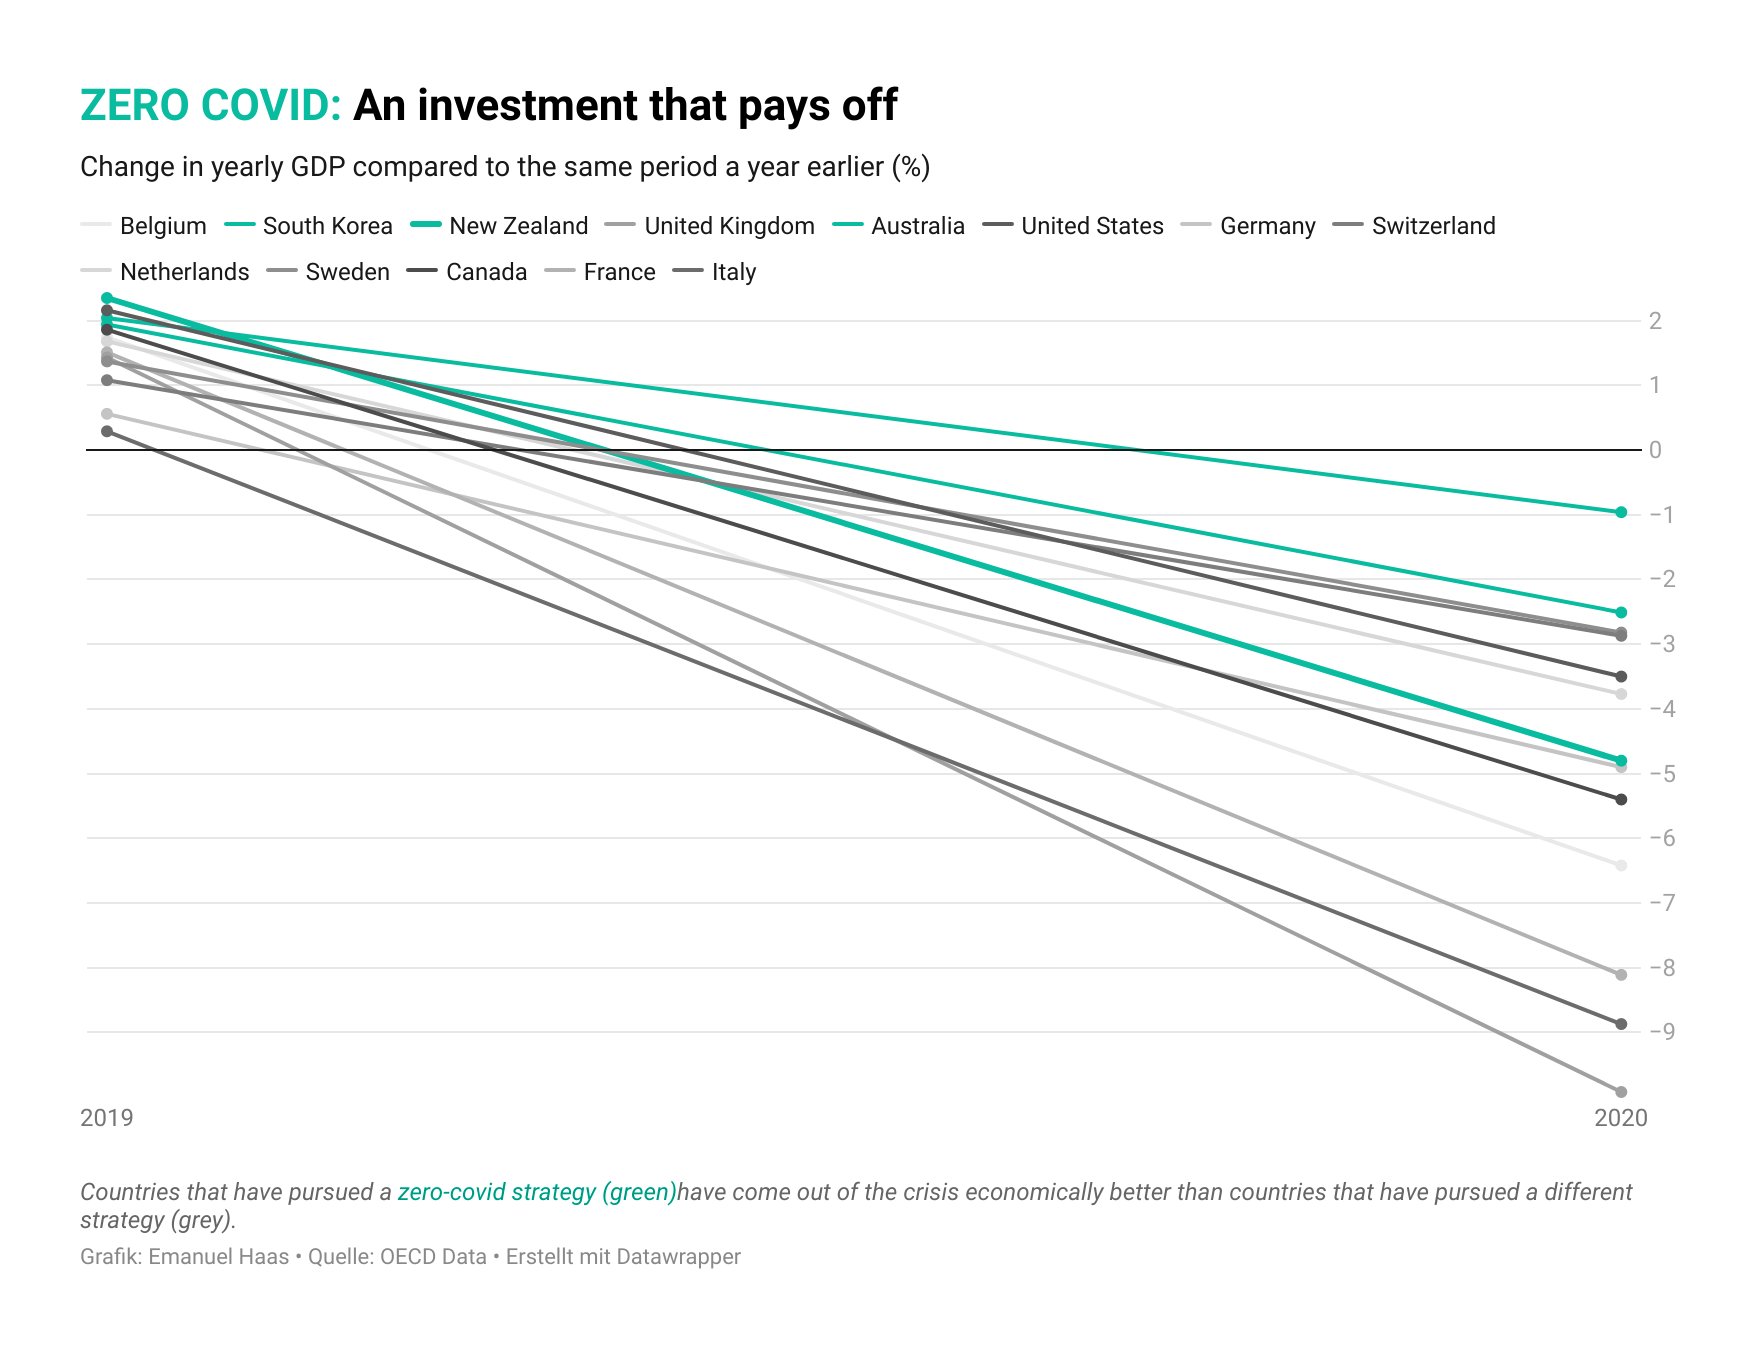 ZERO COVID: An investment that pays off
Change in yearly GDP compared to the same period a year earlier (%)
Belgium South Korea New Zealand United Kingdom Australia United States Germany Switzerland
Netherlands Sweden Canada France Italy
2
1
0
−1
−2
−3
−4
−5
−6
−7
−8
−9
2019 2020
Countries that have pursued a zero-covid strategy (green)have come out of the crisis economically better than countries that have pursued a different
strategy (grey).
Grafik: Emanuel Haas • Quelle: OECD Data • Erstellt mit Datawrapper